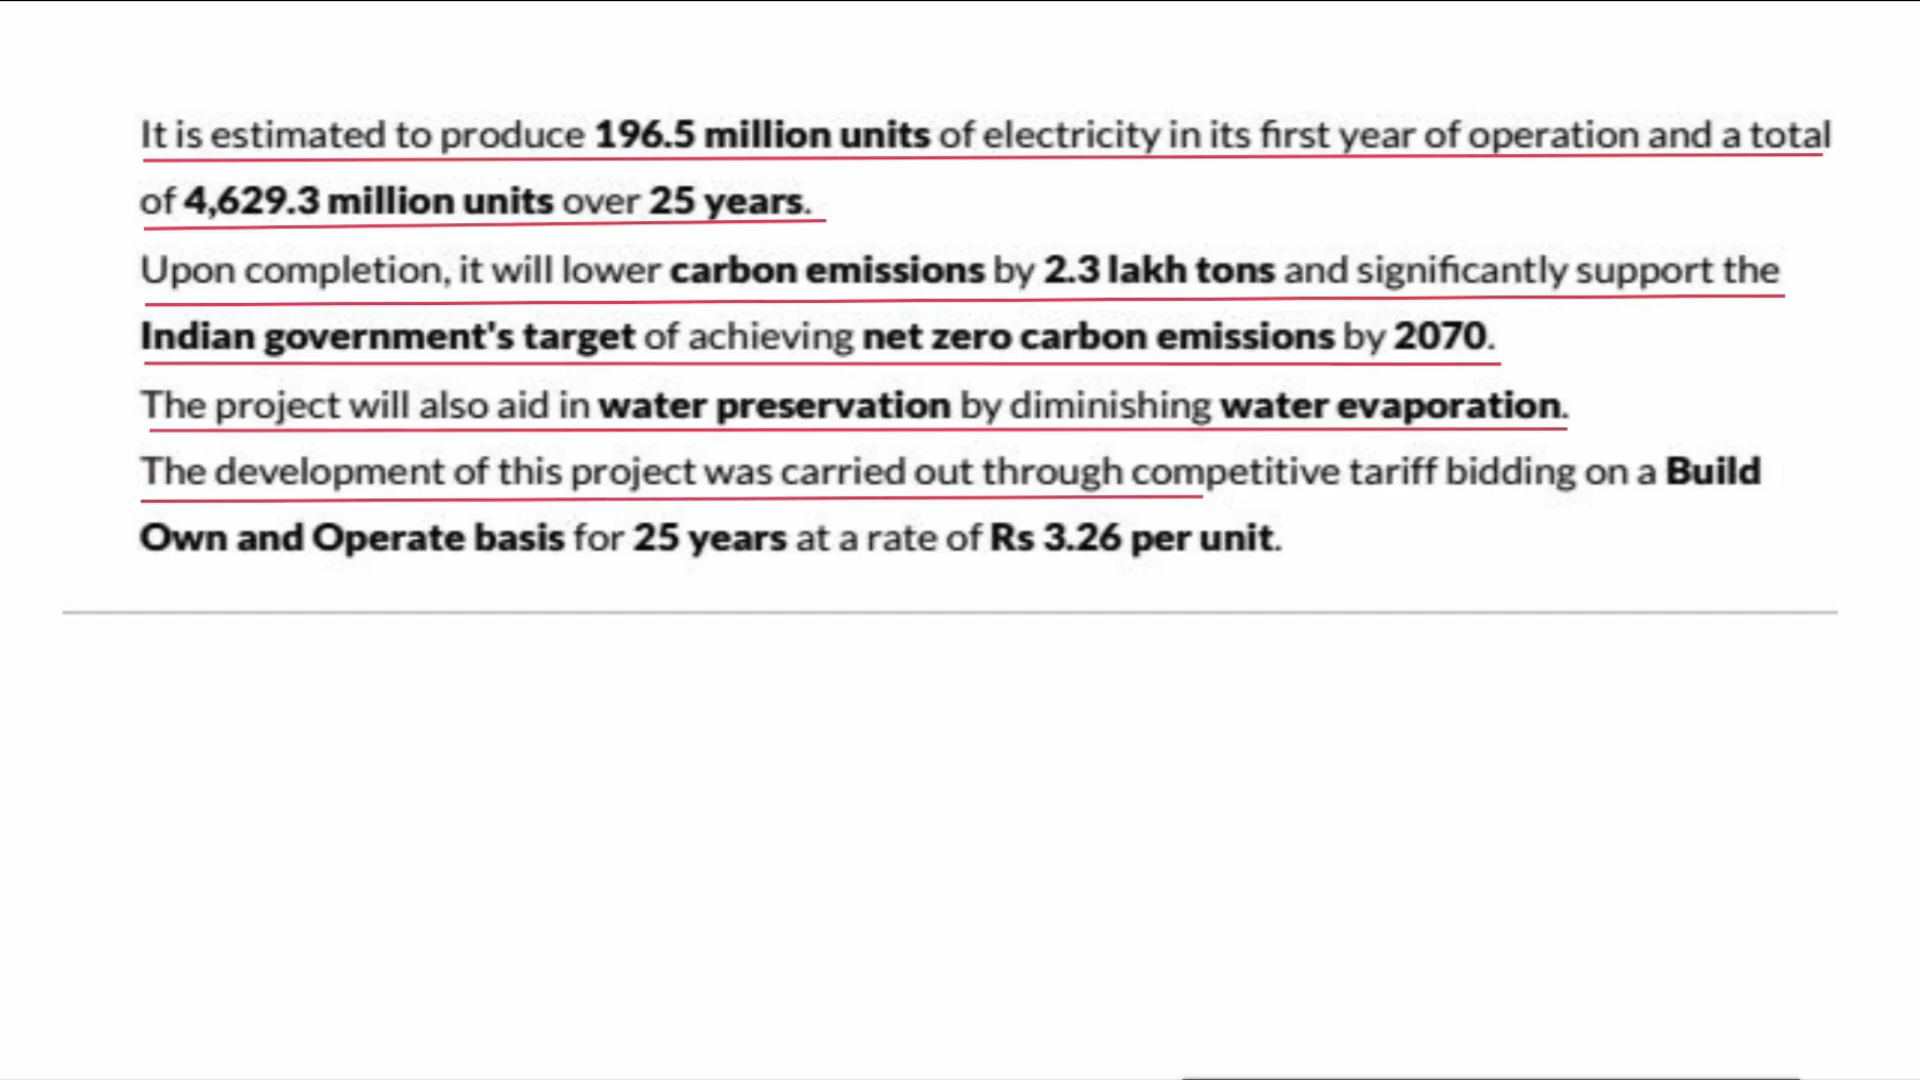 It is estimated to produce 196.5 million units of electricity in its first year of operation and a total
of 4,629.3 million units over 25 years.
Upon completion, it will lower carbon emissions by 2.3 lakh tons and significantly support the
Indian government's target of achieving net zero carbon emissions by 2070.
The project will also aid in water preservation by diminishing water evaporation.
The development of this project was carried out through competitive tariff bidding on a Build
Own and Operate basis for 25 years at a rate of Rs 3.26 per unit.